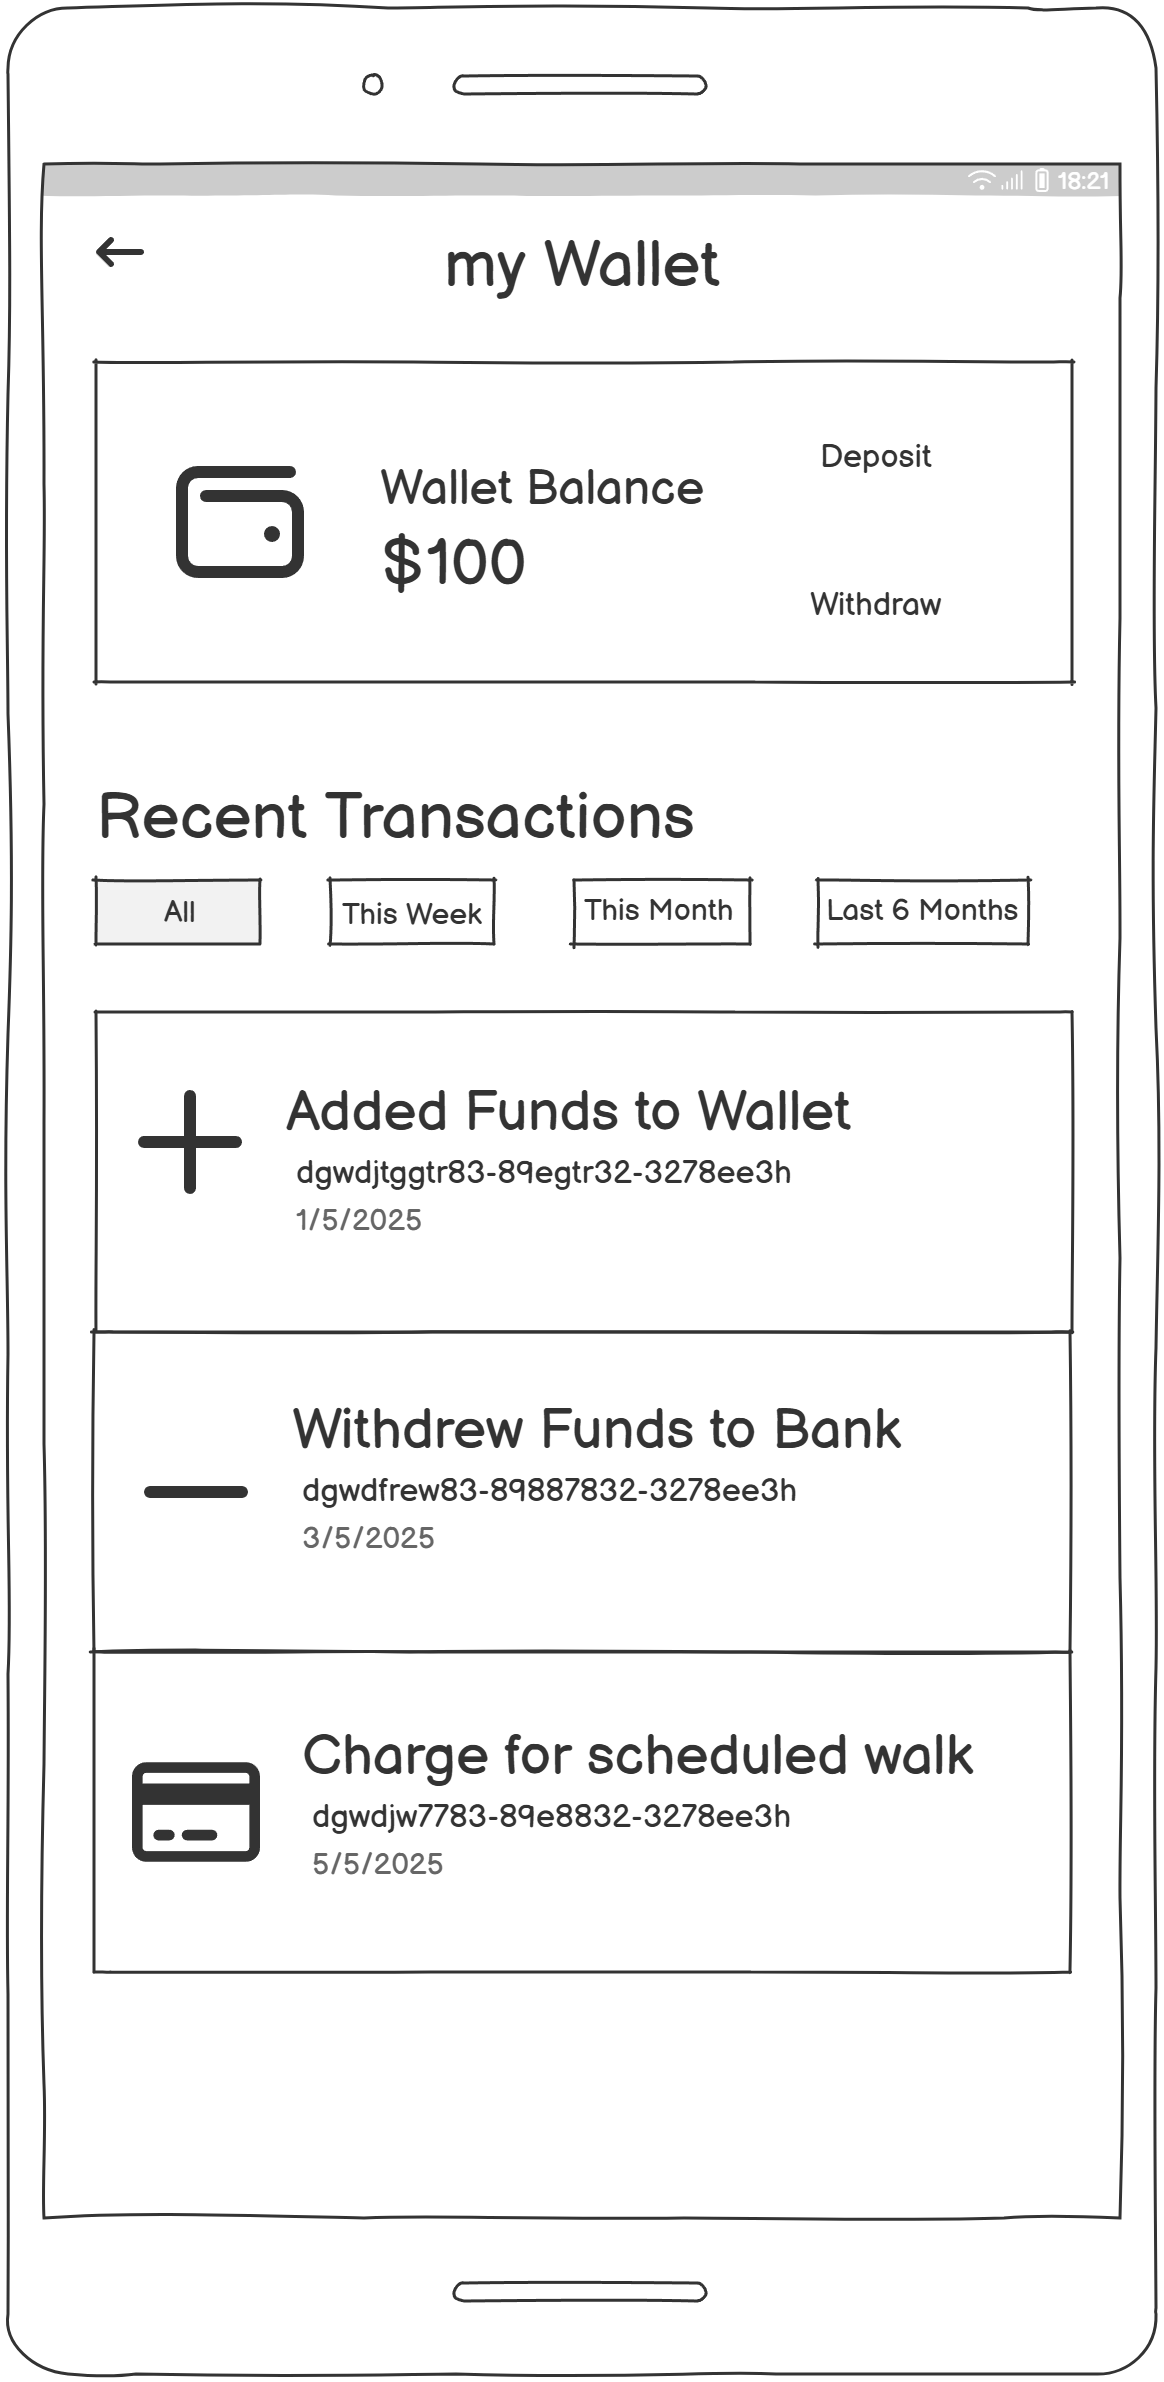 18:21
my Wallet
Wallet Balance
$100
Deposit
Withdraw
Recent Transactions
All
This Week
This Month
Last 6 Months
Added Funds to Wallet
dgwdjtggtr83-89egtr32-3278ee3h
1/5/2025
Withdrew Funds to Bank
dgwdfrew83-89887832-3278ee3h
3/5/2025
Charge for scheduled walk
dgwdjw7783-89e8832-3278ee3h
5/5/2025